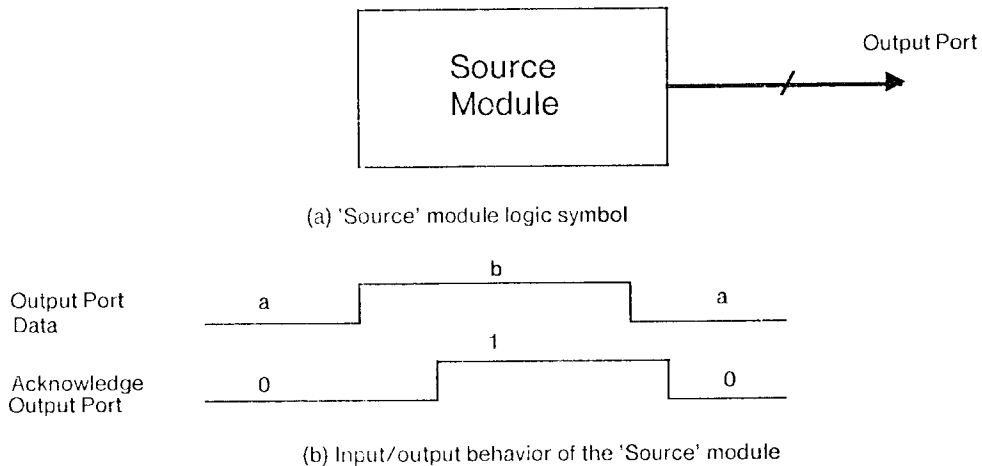 Source
Module
Output Port
(a) 'Source' module logic symbol
b
Output Port
Data
a
a
1
Acknowledge
Output Port
0
0
(b) Input/output behavior of the 'Source' module